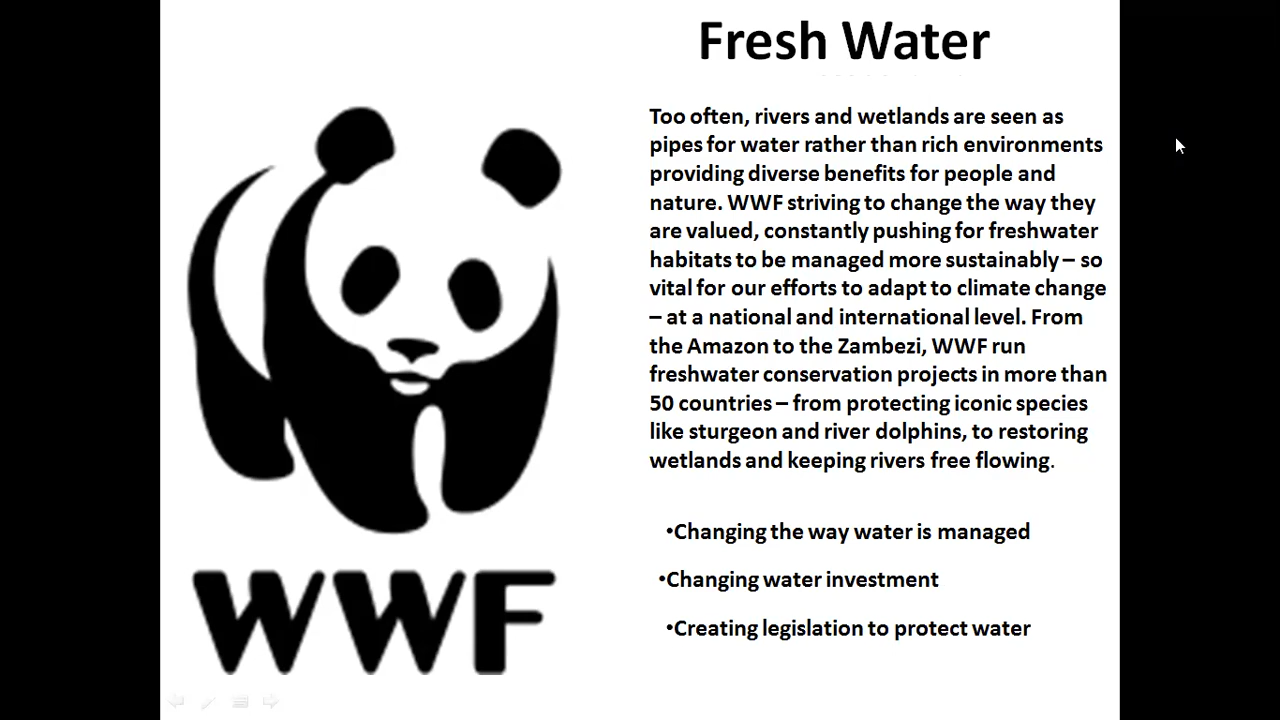 Fresh Water
Too often, rivers and wetlands are seen as
pipes for water rather than rich environments
providing diverse benefits for people and
nature. WWF striving to change the way they
are valued, constantly pushing for freshwater
habitats to be managed more sustainably – so
vital for our efforts to adapt to climate change
– at a national and international level. From
the Amazon to the Zambezi, WWF run
freshwater conservation projects in more than
50 countries – from protecting iconic species
like sturgeon and river dolphins, to restoring
wetlands and keeping rivers free flowing.
•Changing the way water is managed
•Changing water investment
•Creating legislation to protect water
WWF